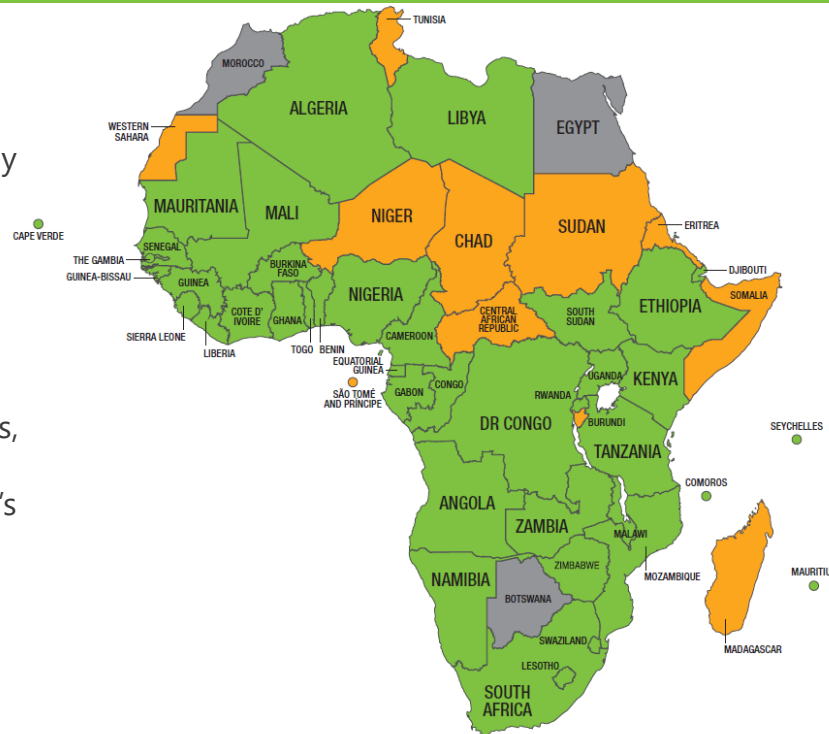 TUNISIA
MOROCCO
ALGERIA
LIBYA
EGYPT
WESTERN
SAHARA
y
MAURITANIA
MALI
NIGER
CHAD
SUDAN
ERITREA
CAPE VERDE
SENEGAL
THE GAMBIA
GUINEA-BISSAU
GUINEA
BURKINA
FASO
NIGERIA
DJIBOUTI
SOMALIA
ETHIOPIA
SOUTH
SUDAN
CENTRAL
AFRICAN
REPUBLIC
COTE D'
IVOIRE
GHANA
SIERRA LEONE
LIBERIA
TOGO
BENIN
CAMEROON
EQUATORIAL
GUINEA
SÃO TOMÉ
AND PRÍNCIPE
GABON
CONGO
UGANDA
KENYA
RWANDA
BURUNDI
DR CONGO
TANZANIA
s,
SEYCHELLES
COMOROS
's
ANGOLA
ZAMBIA
MALAWI
MOZAMBIQUE
MAURITIU
NAMIBIA
ZIMBABWE
BOTSWANA
MADAGASCAR
SWAZILAND
LESOTHO
SOUTH
AFRICA